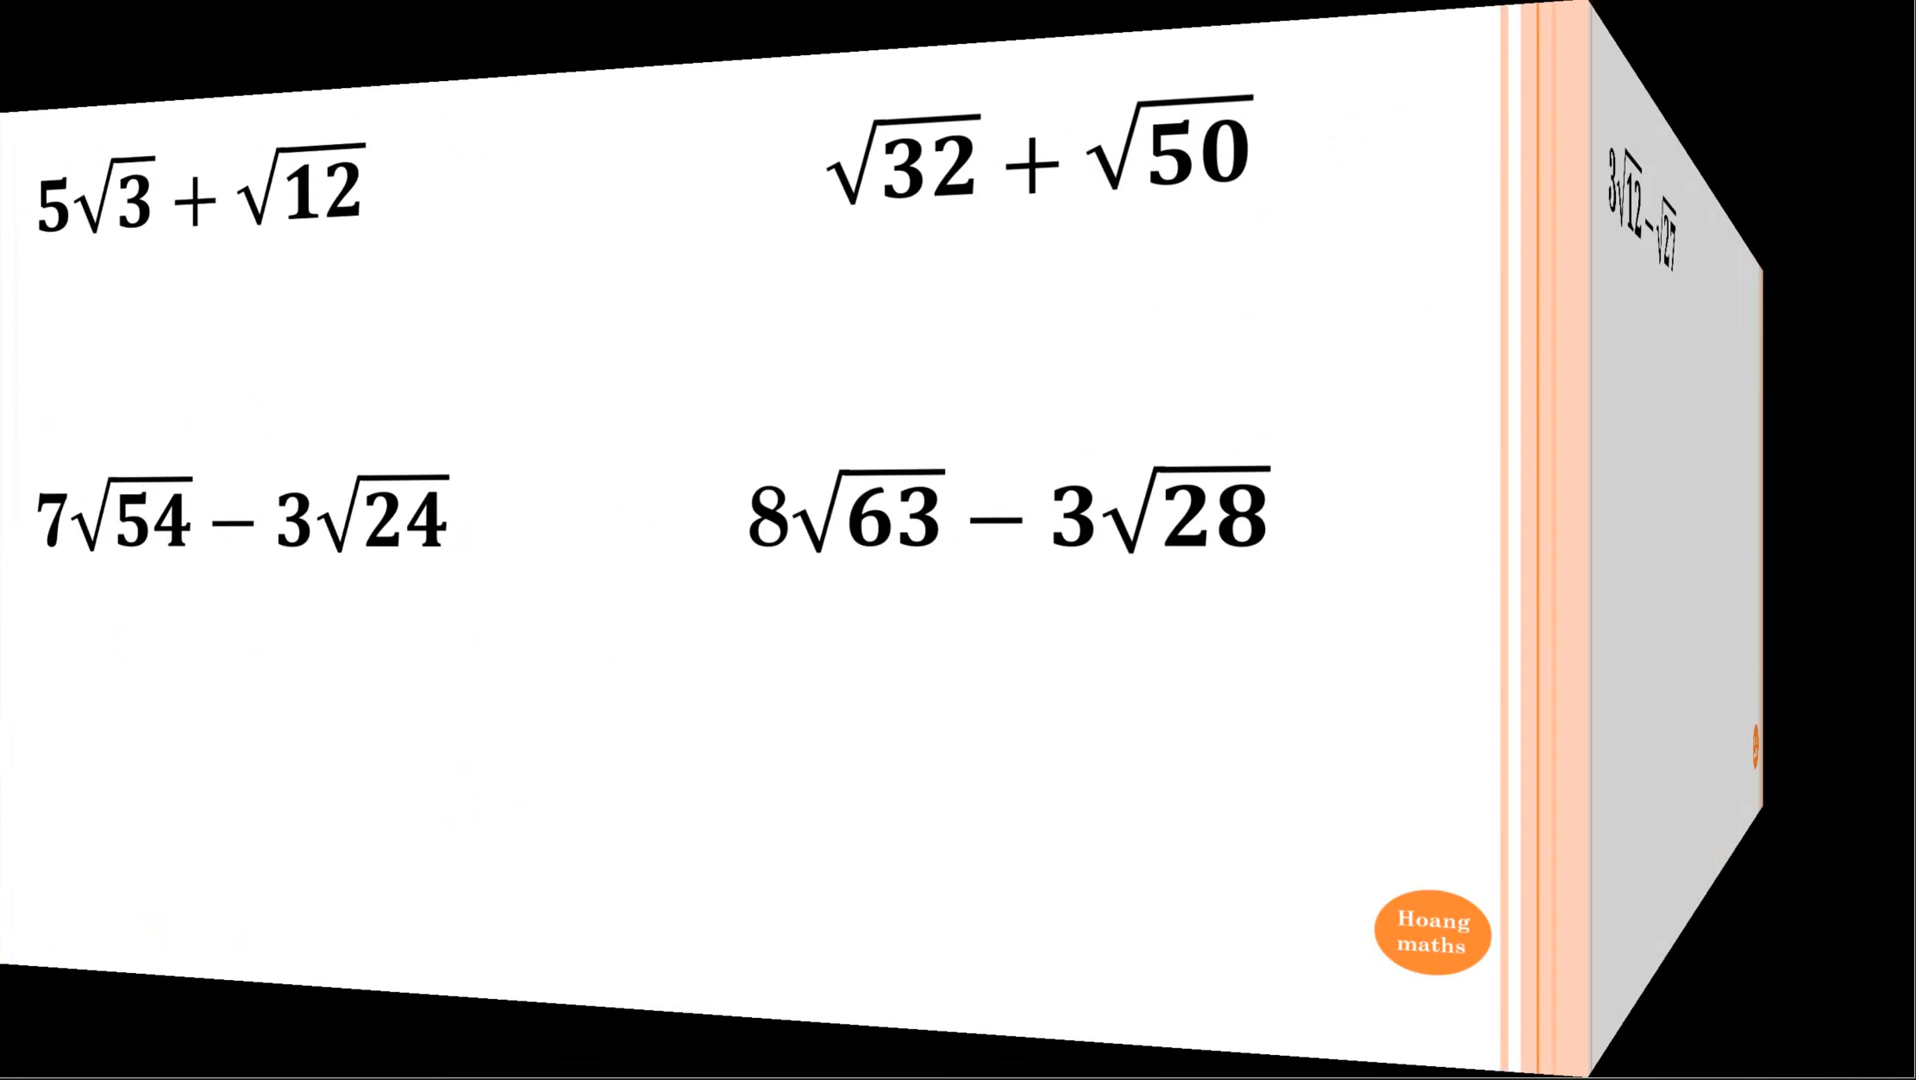 5√3 + √12
√32 + √50
7√54 − 3√24
8√63 − 3√28
3√12 − √27
Hoang
maths